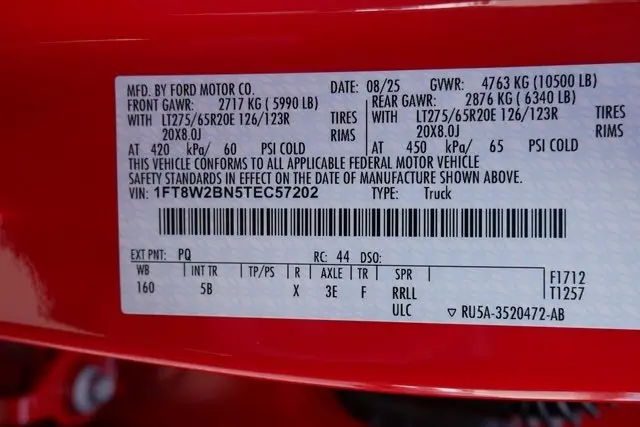 MFD. BY FORD MOTOR CO. DATE: 08/25 GVWR: 4763 KG (10500 LB)
FRONT GAWR: 2717 KG ( 5990 LB) REAR GAWR: 2876 KG ( 6340 LB)
WITH LT275/65R20E 126/123R TIRES WITH LT275/65R20E 126/123R TIRES
20X8.0J RIMS 20X8.0J RIMS
AT 420 kPa/ 60 PSI COLD AT 450 kPa/ 65 PSI COLD
THIS VEHICLE CONFORMS TO ALL APPLICABLE FEDERAL MOTOR VEHICLE
SAFETY STANDARDS IN EFFECT ON THE DATE OF MANUFACTURE SHOWN ABOVE.
VIN: 1FT8W2BN5TEC57202 TYPE: Truck
EXT PNT: PQ RC: 44 DSO:
WB INT TR TP/PS R AXLE TR SPR F1712
160 5B X 3E F RRLL T1257
ULC ▽ RU5A-3520472-AB